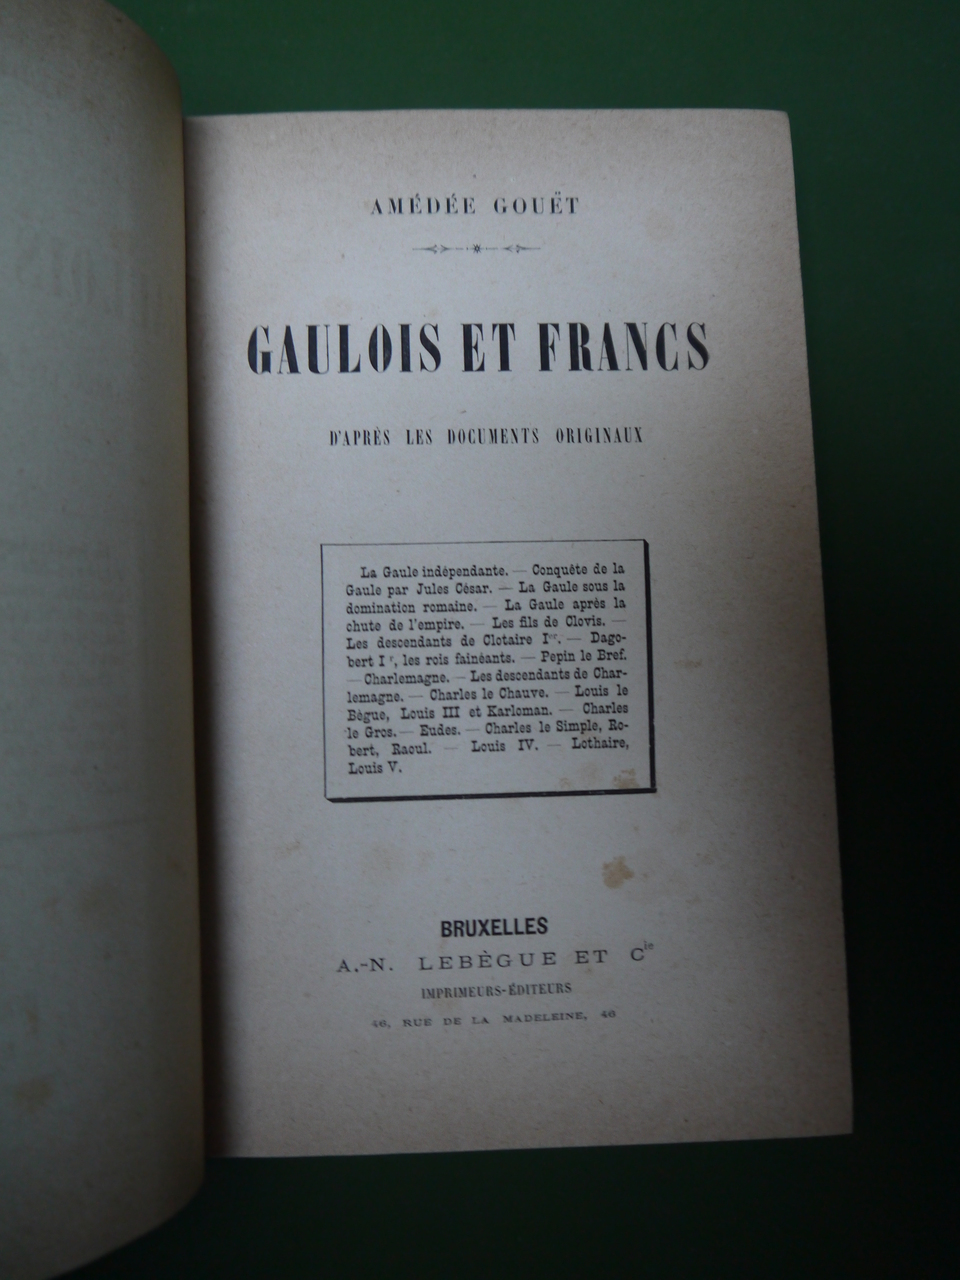 AMÉDÉE GOUËT
GAULOIS ET FRANCS
D'APRÈS LES DOCUMENTS ORIGINAUX
La Gaule indépendante. — Conquête de la
Gaule par Jules César. — La Gaule sous la
domination romaine. — La Gaule après la
chute de l'empire. — Les fils de Clovis. —
Les descendants de Clotaire Ier. — Dago-
bert Ir, les rois fainéants. — Pepin le Bref.
— Charlemagne. — Les descendants de Char-
lemagne. — Charles le Chauve. — Louis le
Bègue, Louis III et Karloman. — Charles
le Gros. — Eudes. — Charles le Simple, Ro-
bert, Raoul. — Louis IV. — Lothaire,
Louis V.
BRUXELLES
A.-N. LEBÈGUE ET Cie
IMPRIMEURS-ÉDITEURS
46, RUE DE LA MADELEINE, 46